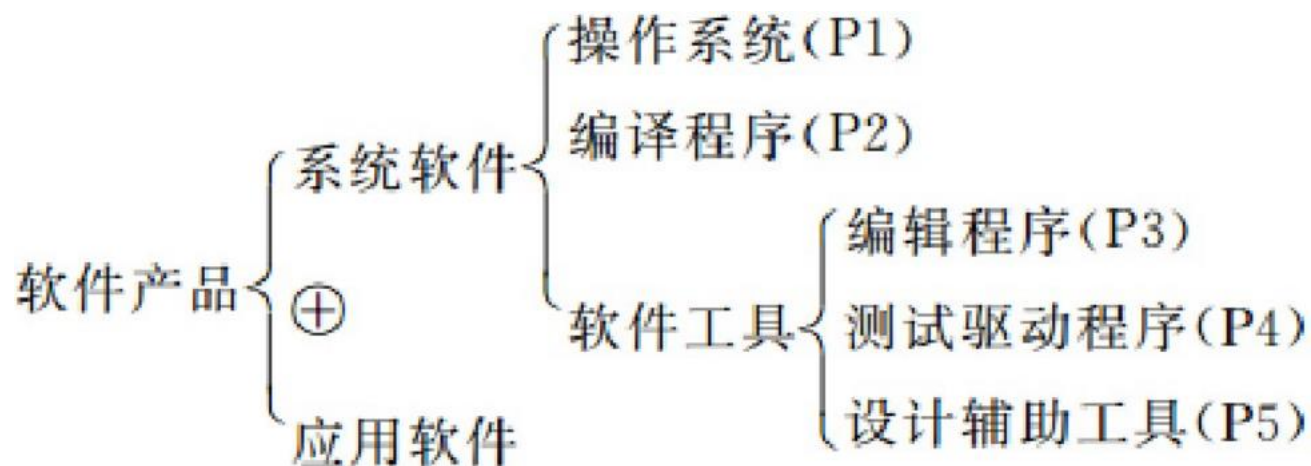 操作系统(P1)
编译程序(P2)
系统软件
编辑程序(P3)
软件产品
⊕
软件工具
测试驱动程序(P4)
应用软件
设计辅助工具(P5)